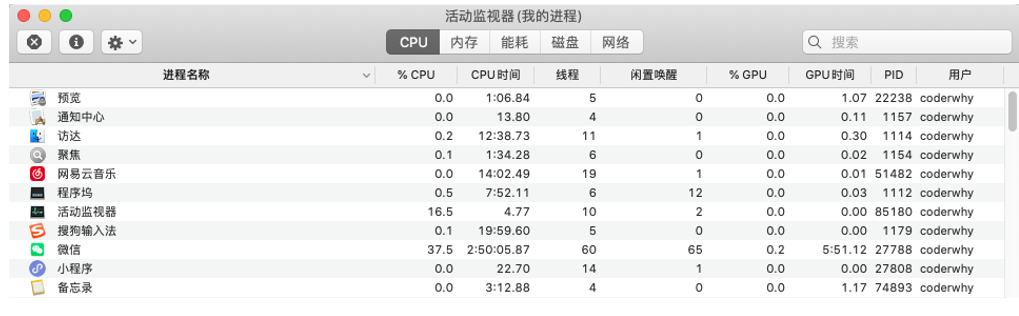 活动监视器 (我的进程)
CPU 内存 能耗 磁盘 网络 搜索
进程名称 % CPU CPU 时间 线程 闲置唤醒 % GPU GPU 时间 PID 用户
预览 0.0 1:06.84 5 0 0.0 1.07 22238 coderwhy
通知中心 0.0 13.80 4 0 0.0 0.11 1157 coderwhy
访达 0.2 12:38.73 11 1 0.0 0.30 1114 coderwhy
聚焦 0.1 1:34.28 6 0 0.0 0.02 1154 coderwhy
网易云音乐 0.0 14:02.49 19 1 0.0 0.01 51482 coderwhy
程序坞 0.5 7:52.11 6 12 0.0 0.03 1112 coderwhy
活动监视器 16.5 4.77 10 2 0.0 0.00 85180 coderwhy
搜狗输入法 0.1 19:59.60 5 0 0.0 0.00 1179 coderwhy
微信 37.5 2:50:05.87 60 65 0.2 5:51.12 27788 coderwhy
小程序 0.0 22.70 14 1 0.0 0.00 27808 coderwhy
备忘录 0.0 3:12.88 4 0 0.0 1.17 74893 coderwhy